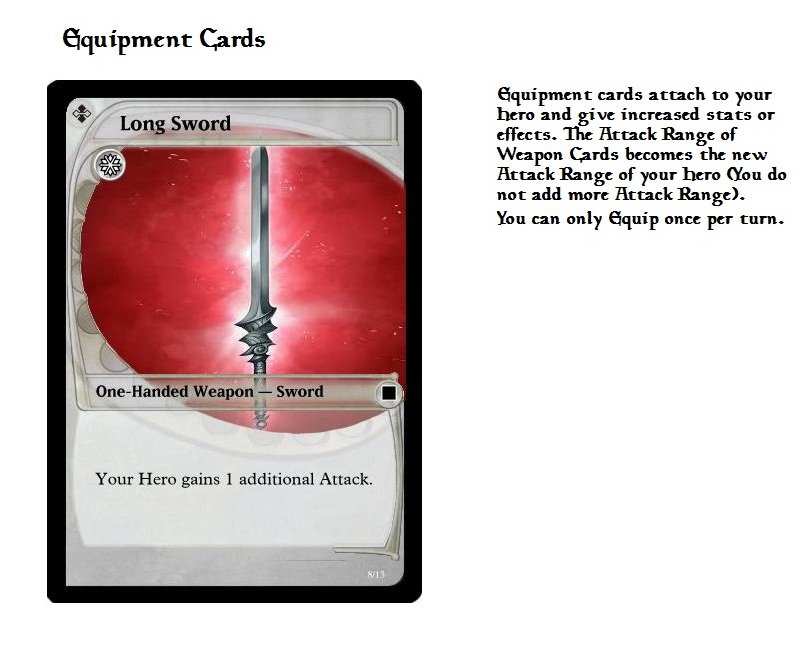 Equipment Cards
Long Sword
One-Handed Weapon — Sword
Your Hero gains 1 additional Attack.
8/13
Equipment cards attach to your
hero and give increased stats or
effects. The Attack Range of
Weapon Cards becomes the new
Attack Range of your hero (You do
not add more Attack Range).
You can only Equip once per turn.